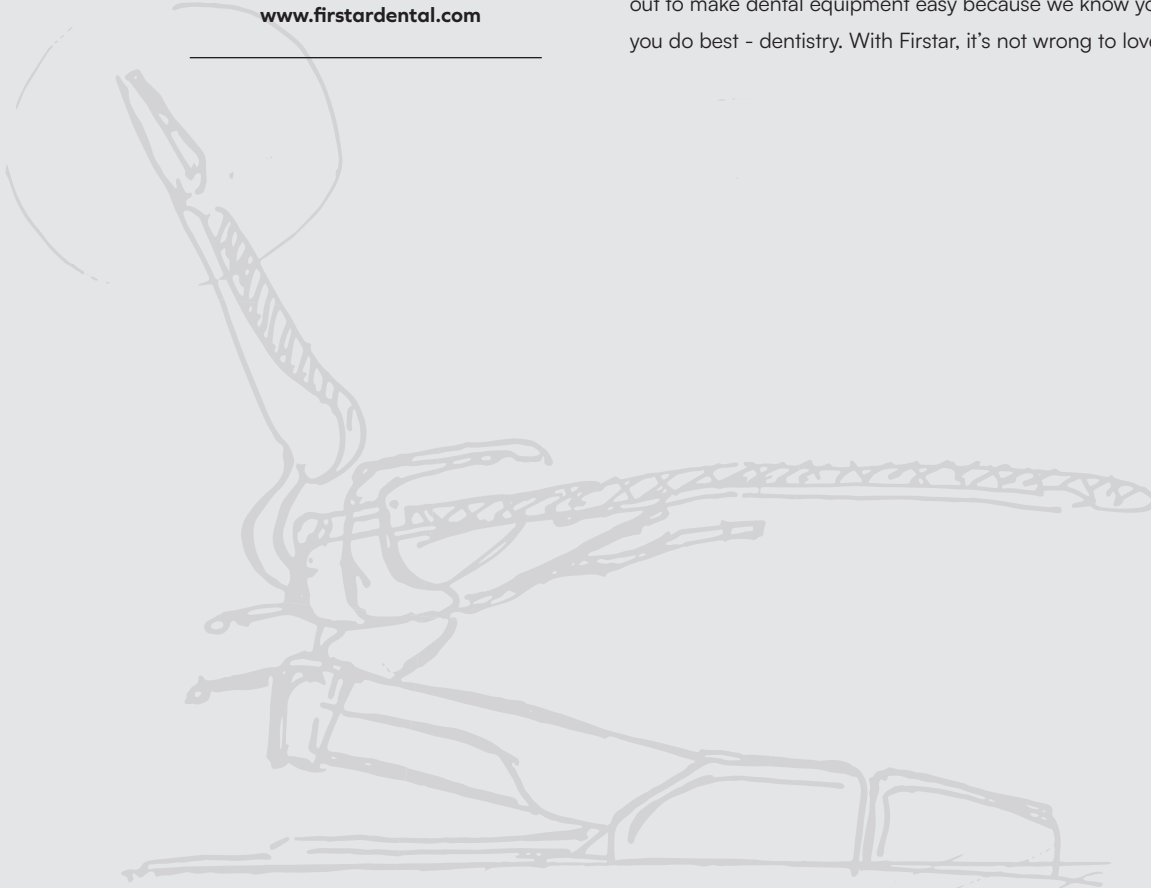 www.firstardental.com
out to make dental equipment easy because we know yo
you do best - dentistry. With Firstar, it's not wrong to love